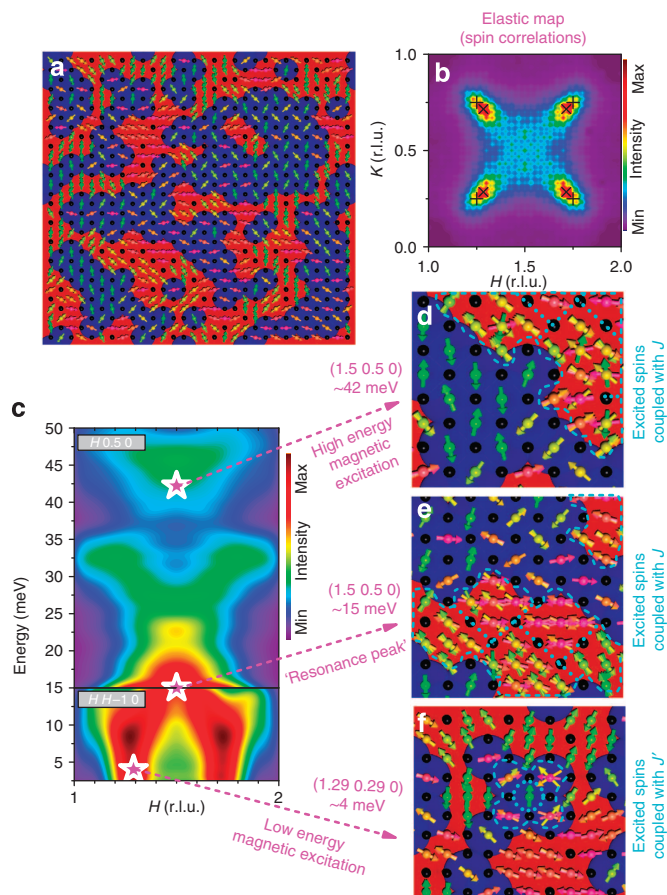 Elastic map
(spin correlations)
a
b
1.0
0.5
0.0
K (r.l.u.)
1.0
1.5
2.0
H (r.l.u.)
Max
Intensity
Min
d
(1.5 0.5 0)
~42 meV
High energy
magnetic
excitation
Excited spins
coupled with J
c
50
45
40
35
30
25
20
15
10
5
Energy (meV)
H 0.5 0
H H–1 0
Max
Intensity
Min
1
2
H (r.l.u.)
e
(1.5 0.5 0)
~15 meV
'Resonance peak'
Excited spins
coupled with J
f
(1.29 0.29 0)
~4 meV
Low energy
magnetic excitation
Excited spins
coupled with J'